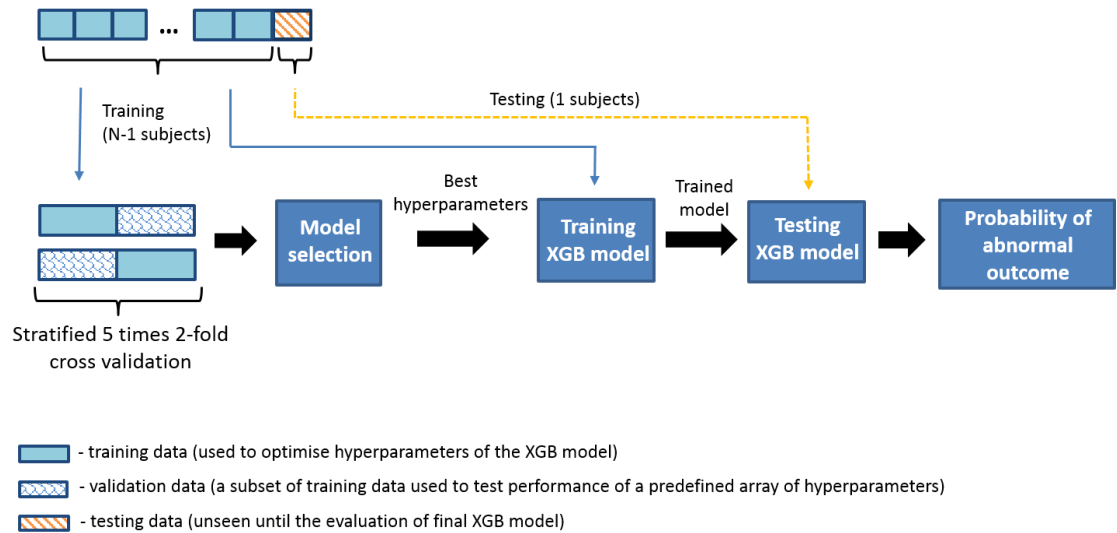 ...
Training
(N-1 subjects)
Testing (1 subjects)
Best
hyperparameters
Trained
model
Model
selection
Training
XGB model
Testing
XGB model
Probability of
abnormal
outcome
Stratified 5 times 2-fold
cross validation
- training data (used to optimise hyperparameters of the XGB model)
- validation data (a subset of training data used to test performance of a predefined array of hyperparameters)
- testing data (unseen until the evaluation of final XGB model)